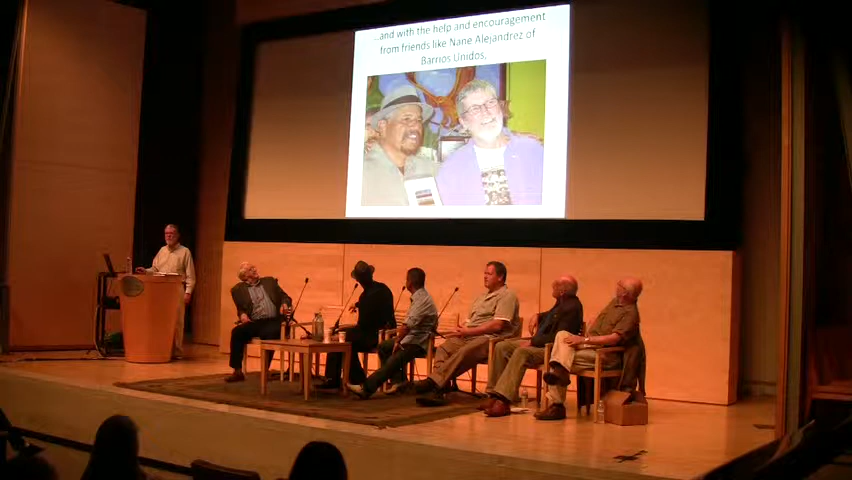 ...and with the help and encouragement
from friends like Nane Alejandrez of
Barrios Unidos.